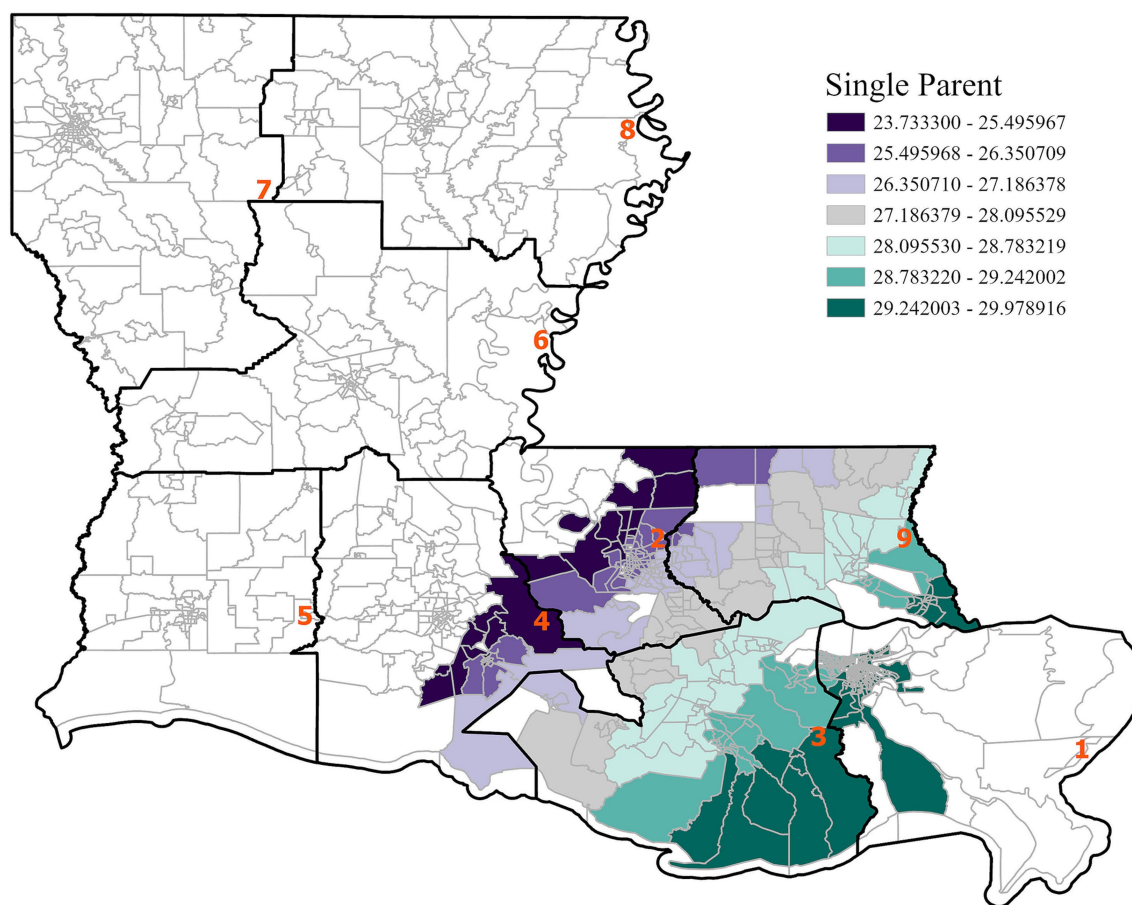 Single Parent
23.733300 - 25.495967
25.495968 - 26.350709
26.350710 - 27.186378
27.186379 - 28.095529
28.095530 - 28.783219
28.783220 - 29.242002
29.242003 - 29.978916
8
7
6
2
9
5
4
3
1